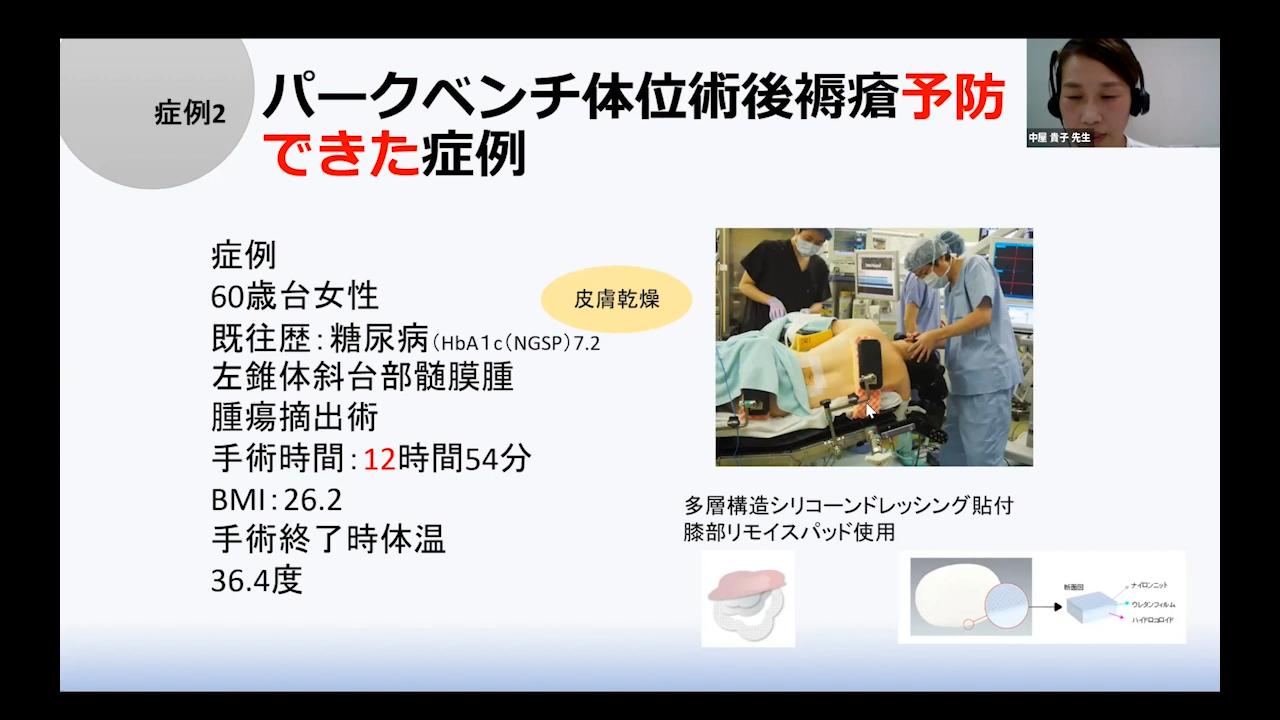 症例2
パークベンチ体位術後褥瘡予防
できた症例
中屋 貴子 先生
症例
60歳台女性
皮膚乾燥
既往歴：糖尿病（HbA1c（NGSP）7.2
左錐体斜台部髄膜腫
腫瘍摘出術
手術時間：12時間54分
BMI：26.2
手術終了時体温
36.4度
多層構造シリコーンドレッシング貼付
膝部リモイスパッド使用
断面図
ナイロンニット
ウレタンフィルム
ハイドロコロイド